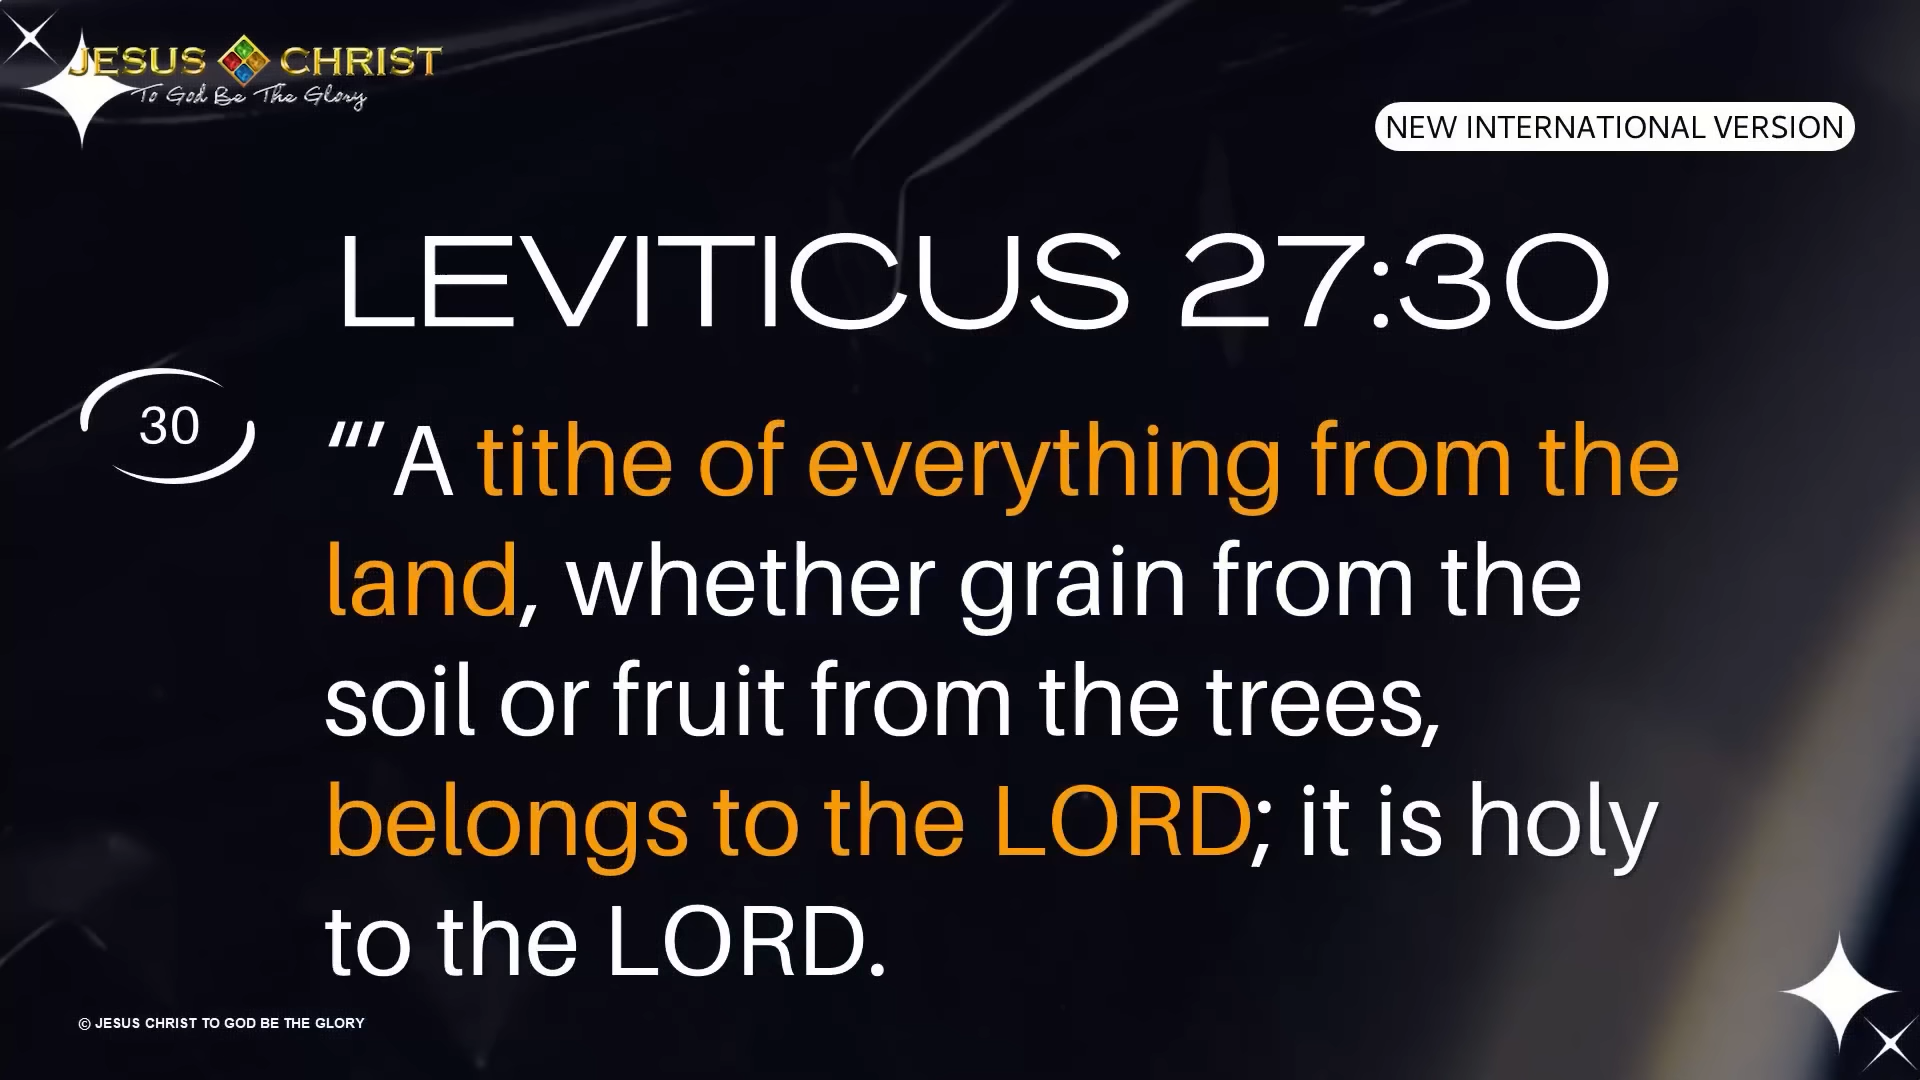 JESUS CHRIST
To God Be The Glory
NEW INTERNATIONAL VERSION
LEVITICUS 27:30
30
“‘A tithe of everything from the
land, whether grain from the
soil or fruit from the trees,
belongs to the LORD; it is holy
to the LORD.
© JESUS CHRIST TO GOD BE THE GLORY